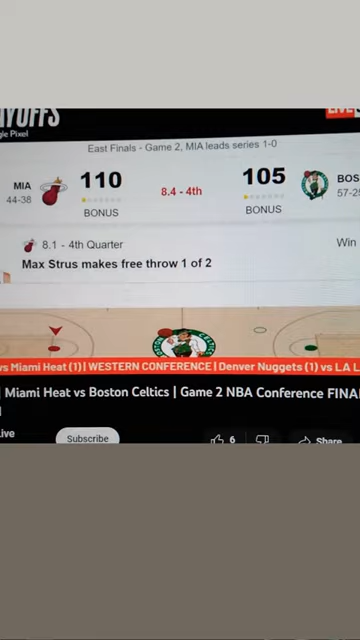 AYOFFS
gle Pixel
LIVE
East Finals - Game 2, MIA leads series 1-0
MIA
44-38
110
BONUS
8.4 - 4th
105
BONUS
BOS
57-25
8.1 - 4th Quarter
Win
Max Strus makes free throw 1 of 2
vs Miami Heat (1) | WESTERN CONFERENCE | Denver Nuggets (1) vs LA L
| Miami Heat vs Boston Celtics | Game 2 NBA Conference FINA
ive
Subscribe
6
Share